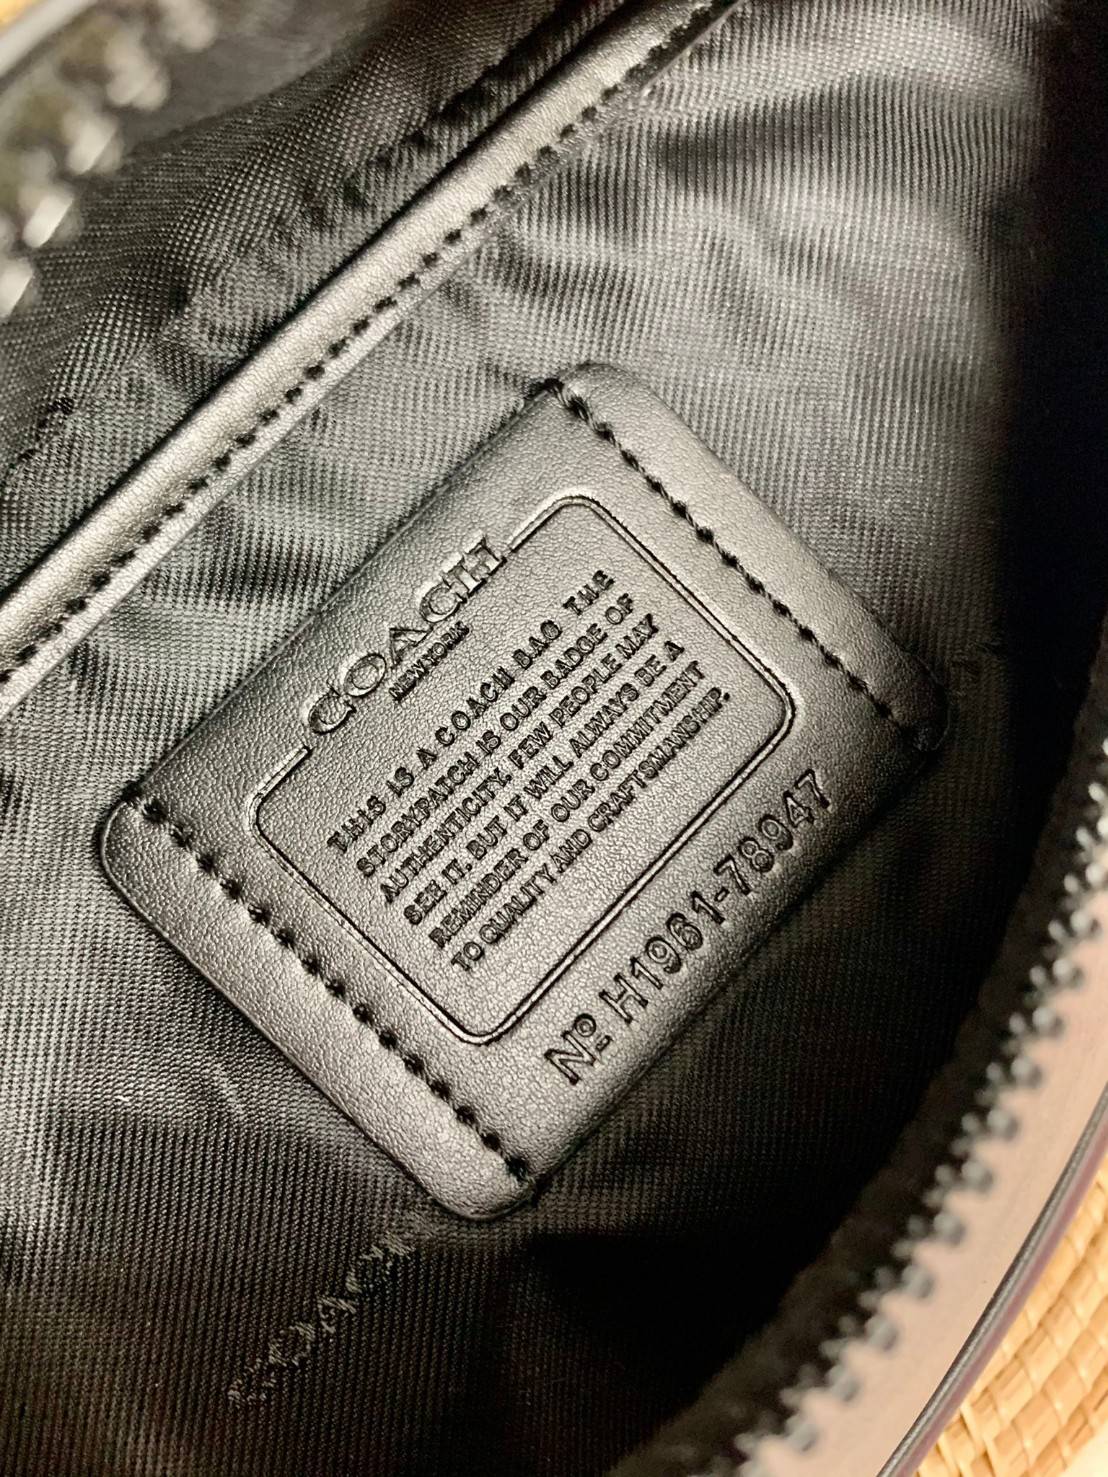 COACH
NEW YORK
THIS IS A COACH BAG THE
STORYPATCH IS OUR BADGE OF
AUTHENTICITY. FEW PEOPLE MAY
SEE IT. BUT IT WILL ALWAYS BE A
REMINDER OF OUR COMMITMENT
TO QUALITY AND CRAFTSMANSHIP.
Nº H1961-78947